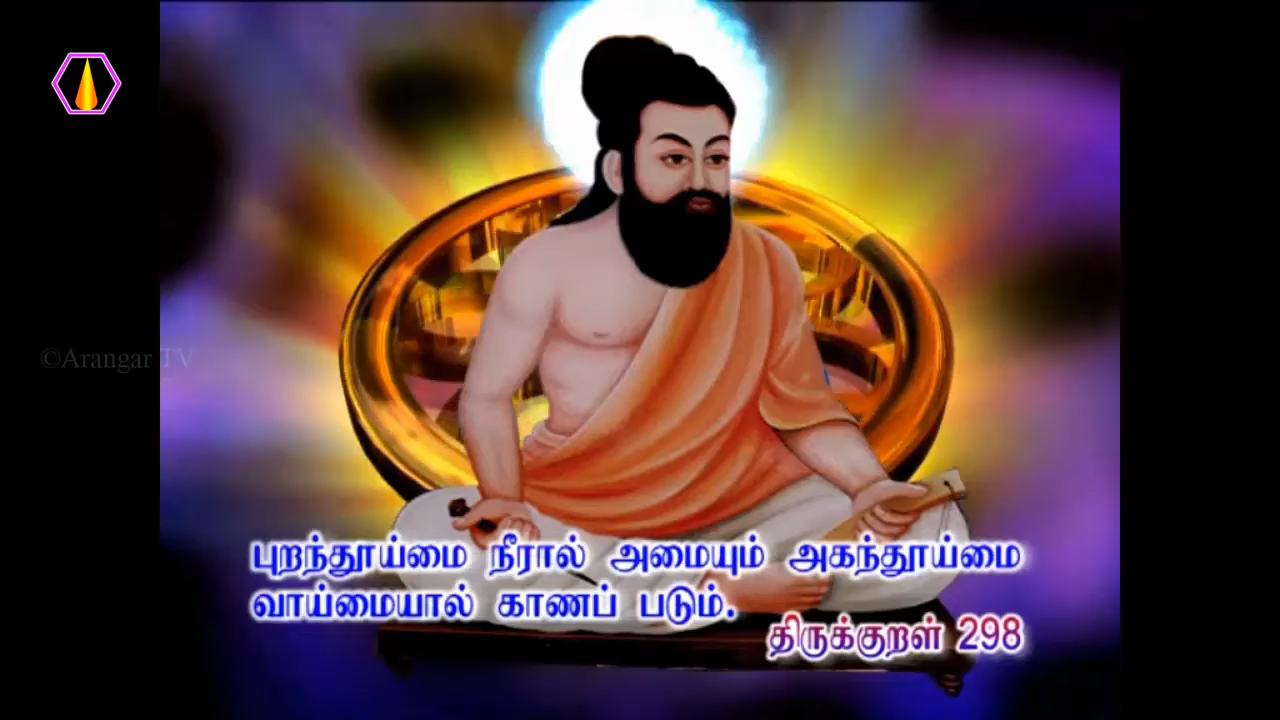 ©Arangar TV
புறந்தூய்மை நீரால் அமையும் அகந்தூய்மை
வாய்மையால் காணப் படும்.
திருக்குறள் 298